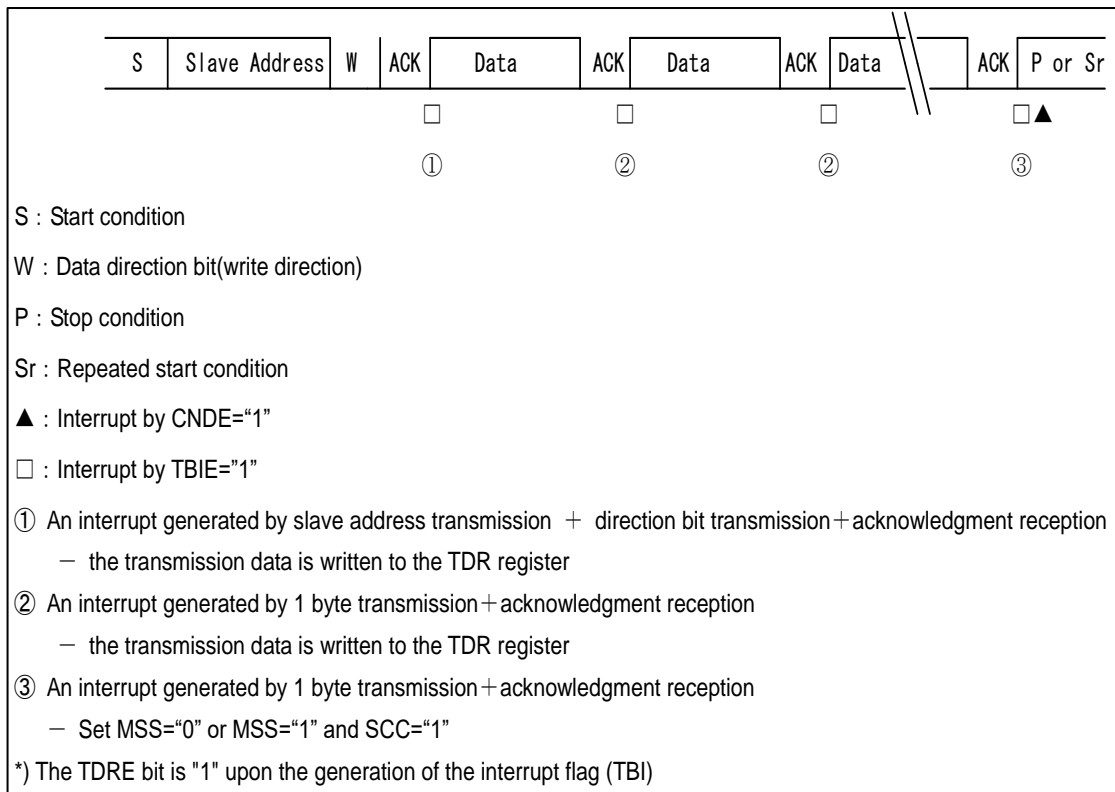 S Slave Address W ACK Data ACK Data ACK Data ACK P or Sr
□ □ □ □▲
① ② ② ③
S : Start condition
W : Data direction bit(write direction)
P : Stop condition
Sr : Repeated start condition
▲ : Interrupt by CNDE=“1”
□ : Interrupt by TBIE=”1”
① An interrupt generated by slave address transmission ＋ direction bit transmission＋acknowledgment reception
－ the transmission data is written to the TDR register
② An interrupt generated by 1 byte transmission＋acknowledgment reception
－ the transmission data is written to the TDR register
③ An interrupt generated by 1 byte transmission＋acknowledgment reception
－ Set MSS=“0” or MSS=“1” and SCC=“1”
*) The TDRE bit is "1" upon the generation of the interrupt flag (TBI)